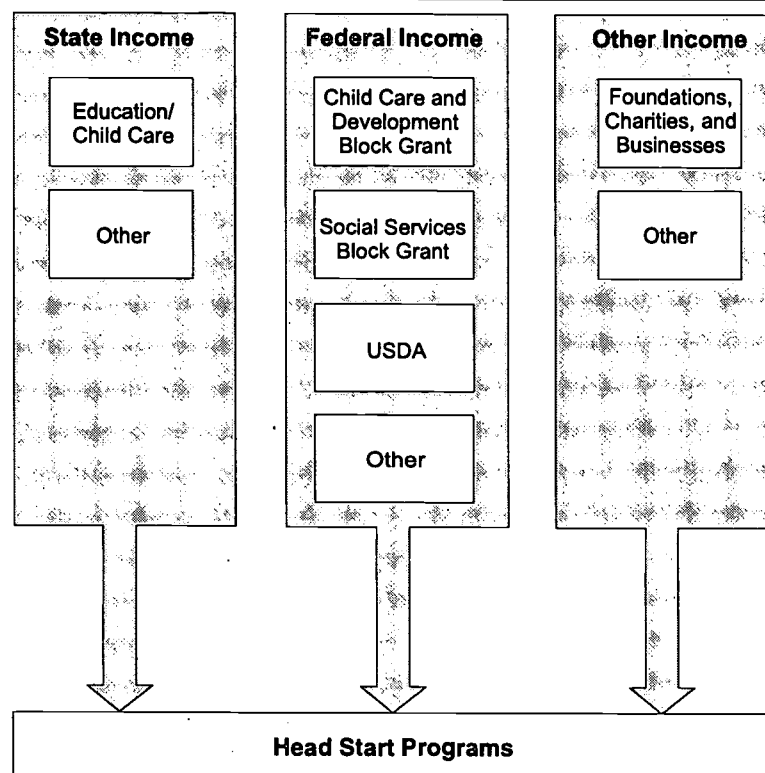 State Income
Education/
Child Care
Other
Federal Income
Child Care and
Development
Block Grant
Social Services
Block Grant
USDA
Other
Other Income
Foundations,
Charities, and
Businesses
Other
Head Start Programs